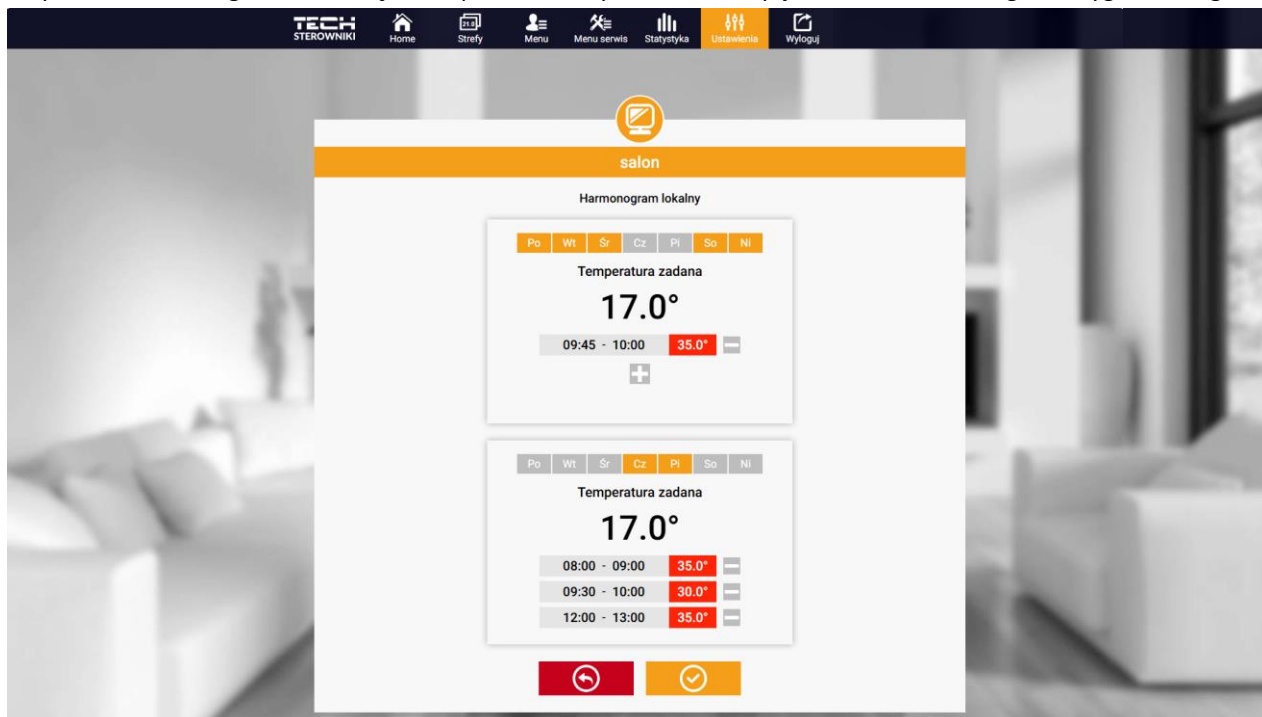 TECH
STEROWNIKI
Home
21.0
Strefy
Menu
Menu serwis
Statystyka
Ustawienia
Wyloguj
salon
Harmonogram lokalny
Po Wt Śr Cz Pi So Ni
Temperatura zadana
17.0°
09:45 - 10:00 35.0°
Po Wt Śr Cz Pi So Ni
Temperatura zadana
17.0°
08:00 - 09:00 35.0°
09:30 - 10:00 30.0°
12:00 - 13:00 35.0°